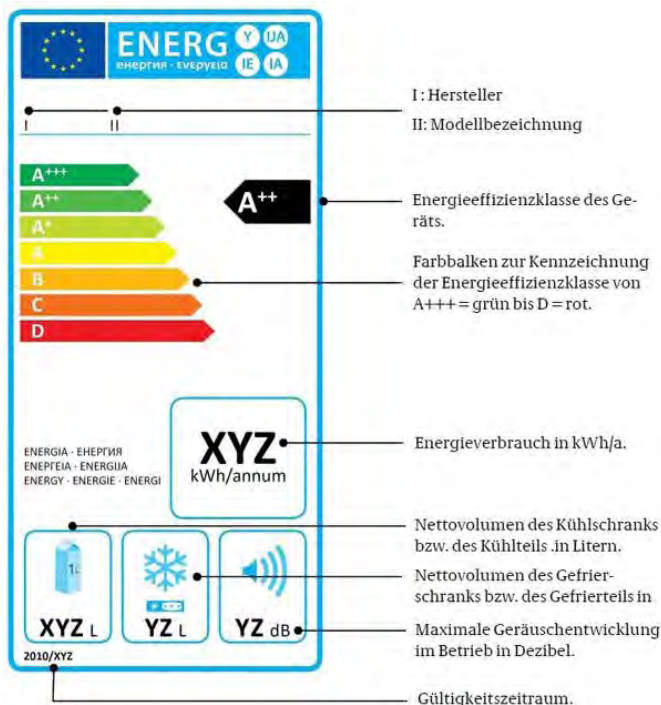 ENERG Y IJA
енергия · ενεργεια IE IA
I II
I : Hersteller
II: Modellbezeichnung
A+++
A++
A+
A
B
C
D
A++
Energieeffizienzklasse des Ge-
räts.
Farbbalken zur Kennzeichnung
der Energieeffizienzklasse von
A+++ = grün bis D = rot.
ENERGIA · ЕНЕРГИЯ
ΕΝΕΡΓΕΙΑ · ENERGIJA
ENERGY · ENERGIE · ENERGI
XYZ
kWh/annum
Energieverbrauch in kWh/a.
1L
XYZ L
YZ L
YZ dB
Nettovolumen des Kühlschranks
bzw. des Kühlteils .in Litern.
Nettovolumen des Gefrier-
schranks bzw. des Gefrierteils in
Maximale Geräuschentwicklung
im Betrieb in Dezibel.
2010/XYZ
Gültigkeitszeitraum.